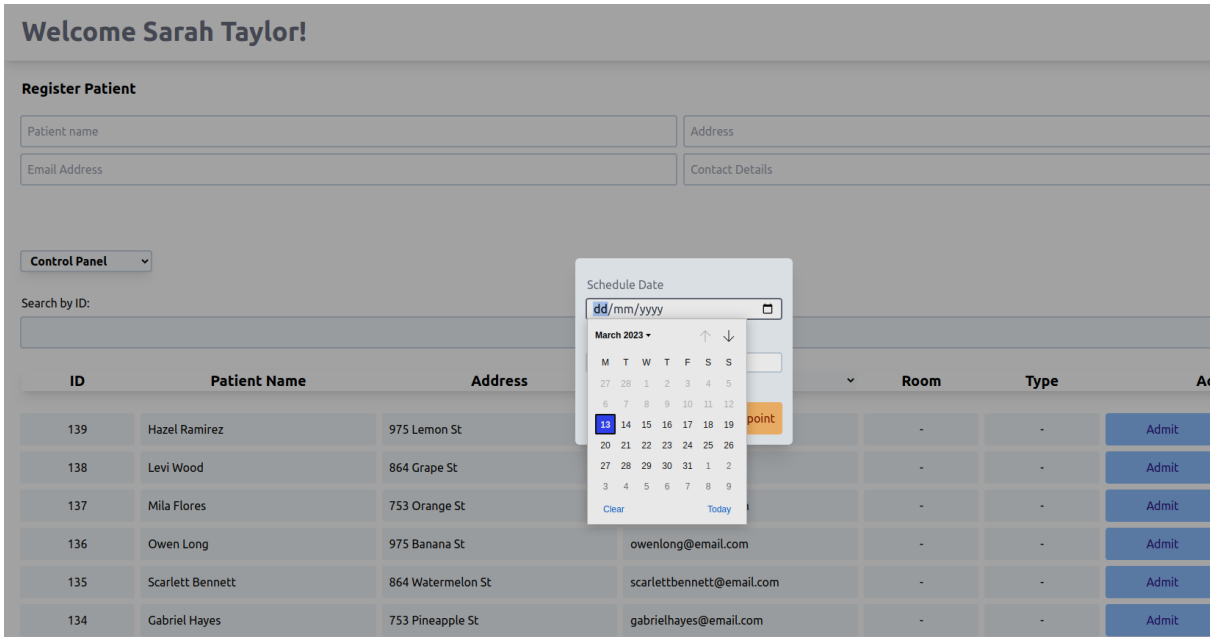 Welcome Sarah Taylor!
Register Patient
Patient name Address
Email Address Contact Details
Control Panel
Schedule Date
Search by ID:
dd/mm/yyyy
March 2023
M T W T F S S
27 28 1 2 3 4 5
6 7 8 9 10 11 12
13 14 15 16 17 18 19
20 21 22 23 24 25 26
27 28 29 30 31 1 2
3 4 5 6 7 8 9
Clear Today
point
ID Patient Name Address Room Type
139 Hazel Ramirez 975 Lemon St - - Admit
138 Levi Wood 864 Grape St - - Admit
137 Mila Flores 753 Orange St - - Admit
136 Owen Long 975 Banana St owenlong@email.com - - Admit
135 Scarlett Bennett 864 Watermelon St scarlettbennett@email.com - - Admit
134 Gabriel Hayes 753 Pineapple St gabrielhayes@email.com - - Admit